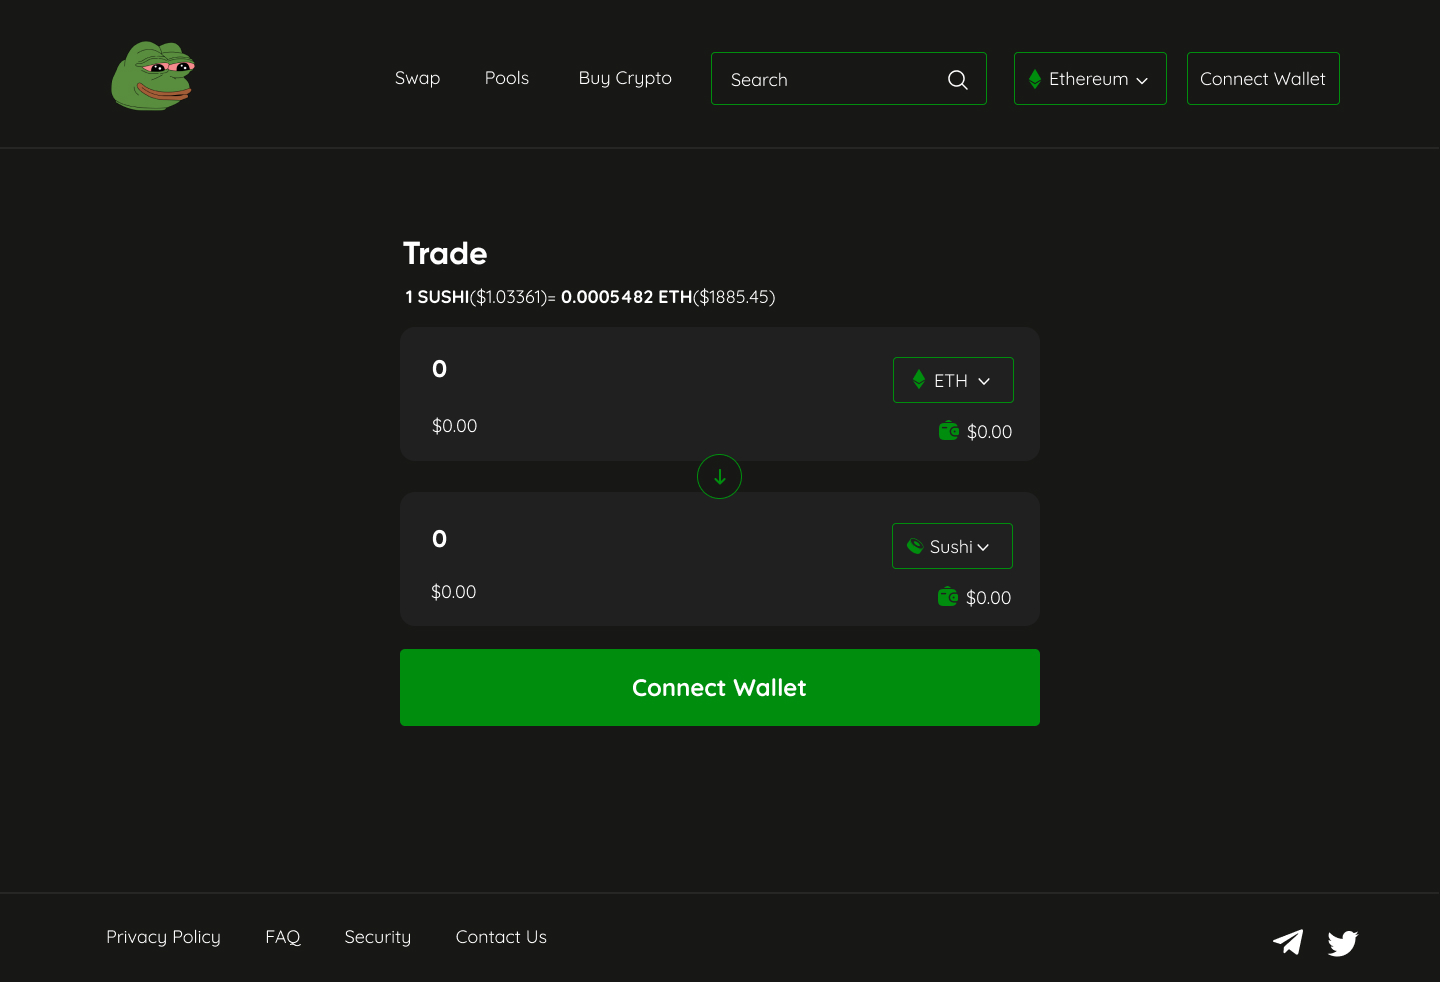 Swap Pools Buy Crypto Search Ethereum Connect Wallet
Trade
1 SUSHI($1.03361)= 0.0005482 ETH($1885.45)
0 ETH
$0.00 $0.00
0 Sushi
$0.00 $0.00
Connect Wallet
Privacy Policy FAQ Security Contact Us